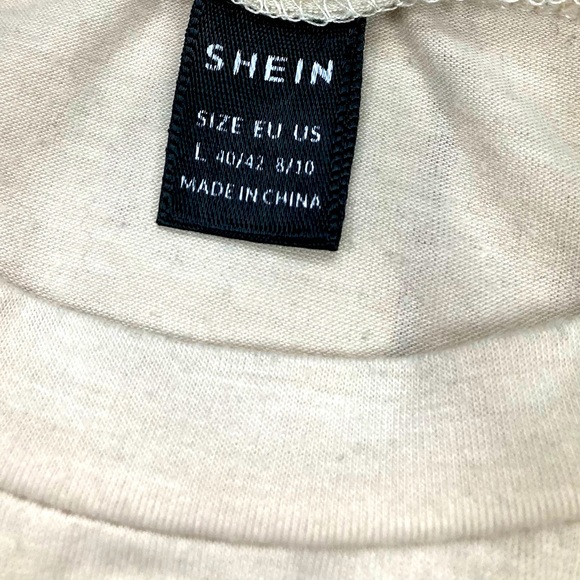 SHEIN
SIZE EU US
L 40/42 8/10
MADE IN CHINA